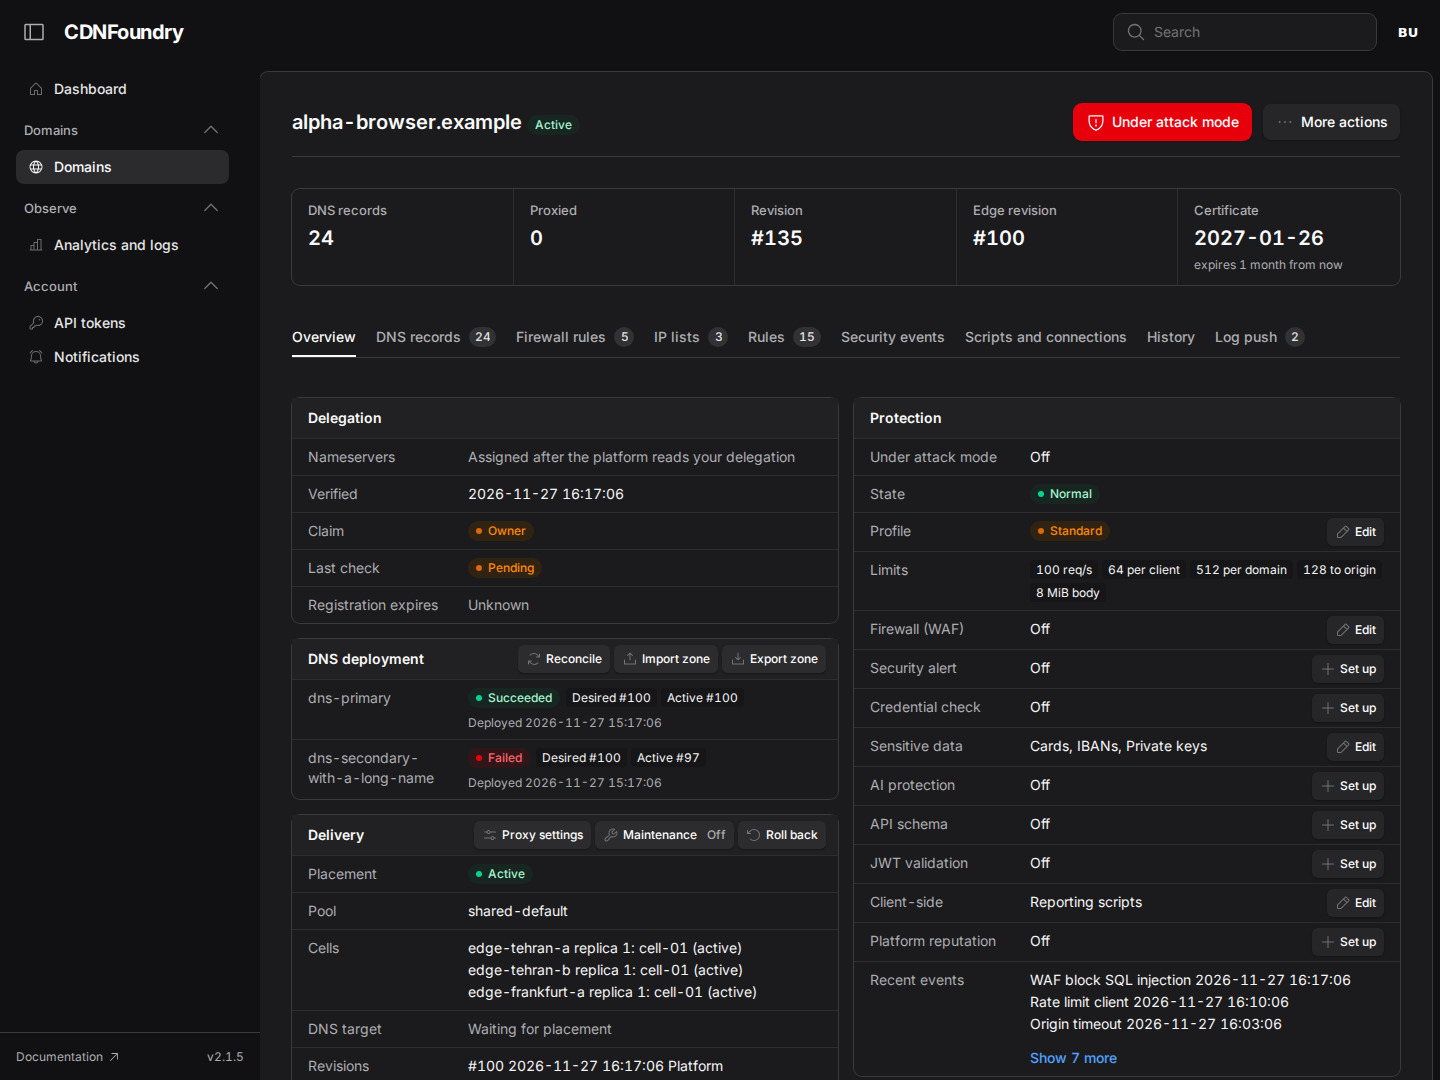 CDNFoundry
Search
BU
Dashboard
Domains
Domains
Observe
Analytics and logs
Account
API tokens
Notifications
Documentation
v2.1.5
alpha-browser.example
Active
Under attack mode
More actions
DNS records
24
Proxied
0
Revision
#135
Edge revision
#100
Certificate
2027-01-26
expires 1 month from now
Overview
DNS records 24
Firewall rules 5
IP lists 3
Rules 15
Security events
Scripts and connections
History
Log push 2
Delegation
Nameservers Assigned after the platform reads your delegation
Verified 2026-11-27 16:17:06
Claim Owner
Last check Pending
Registration expires Unknown
DNS deployment Reconcile Import zone Export zone
dns-primary Succeeded Desired #100 Active #100
Deployed 2026-11-27 15:17:06
dns-secondary-
with-a-long-name
Failed Desired #100 Active #97
Deployed 2026-11-27 15:17:06
Delivery Proxy settings Maintenance Off Roll back
Placement Active
Pool shared-default
Cells edge-tehran-a replica 1: cell-01 (active)
edge-tehran-b replica 1: cell-01 (active)
edge-frankfurt-a replica 1: cell-01 (active)
DNS target Waiting for placement
Revisions #100 2026-11-27 16:17:06 Platform
Protection
Under attack mode Off
State Normal
Profile Standard Edit
Limits 100 req/s 64 per client 512 per domain 128 to origin
8 MiB body
Firewall (WAF) Off Edit
Security alert Off Set up
Credential check Off Set up
Sensitive data Cards, IBANs, Private keys Edit
AI protection Off Set up
API schema Off Set up
JWT validation Off Set up
Client-side Reporting scripts Edit
Platform reputation Off Set up
Recent events WAF block SQL injection 2026-11-27 16:17:06
Rate limit client 2026-11-27 16:10:06
Origin timeout 2026-11-27 16:03:06
Show 7 more